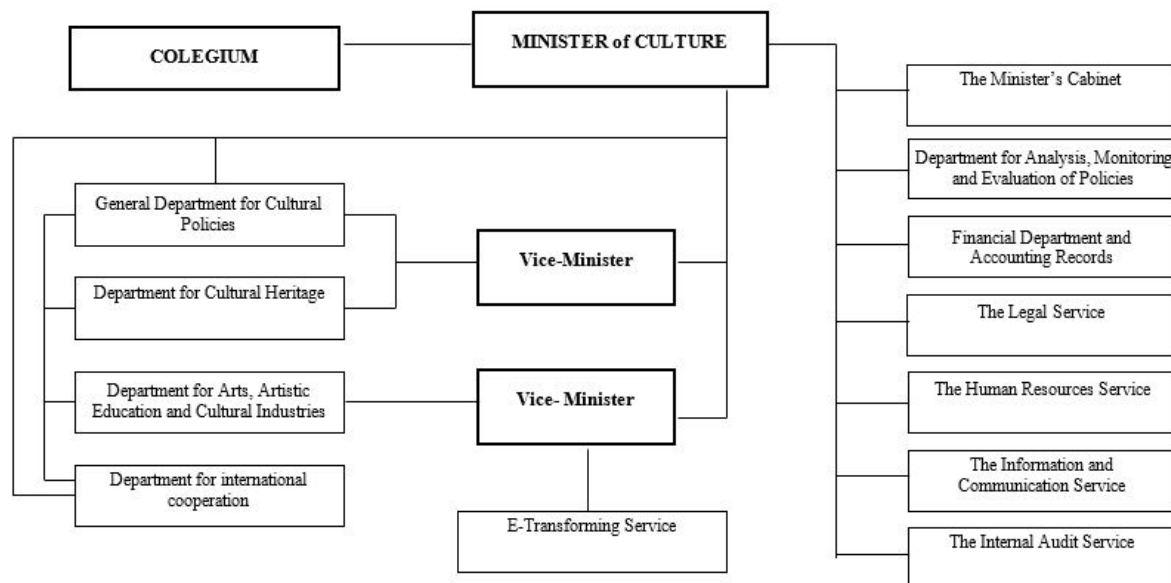 COLEGIUM
MINISTER of CULTURE
The Minister's Cabinet
Department for Analysis, Monitoring
and Evaluation of Policies
Financial Department and
Accounting Records
The Legal Service
The Human Resources Service
The Information and
Communication Service
The Internal Audit Service
General Department for Cultural
Policies
Department for Cultural Heritage
Department for Arts, Artistic
Education and Cultural Industries
Department for international
cooperation
Vice-Minister
Vice- Minister
E-Transforming Service